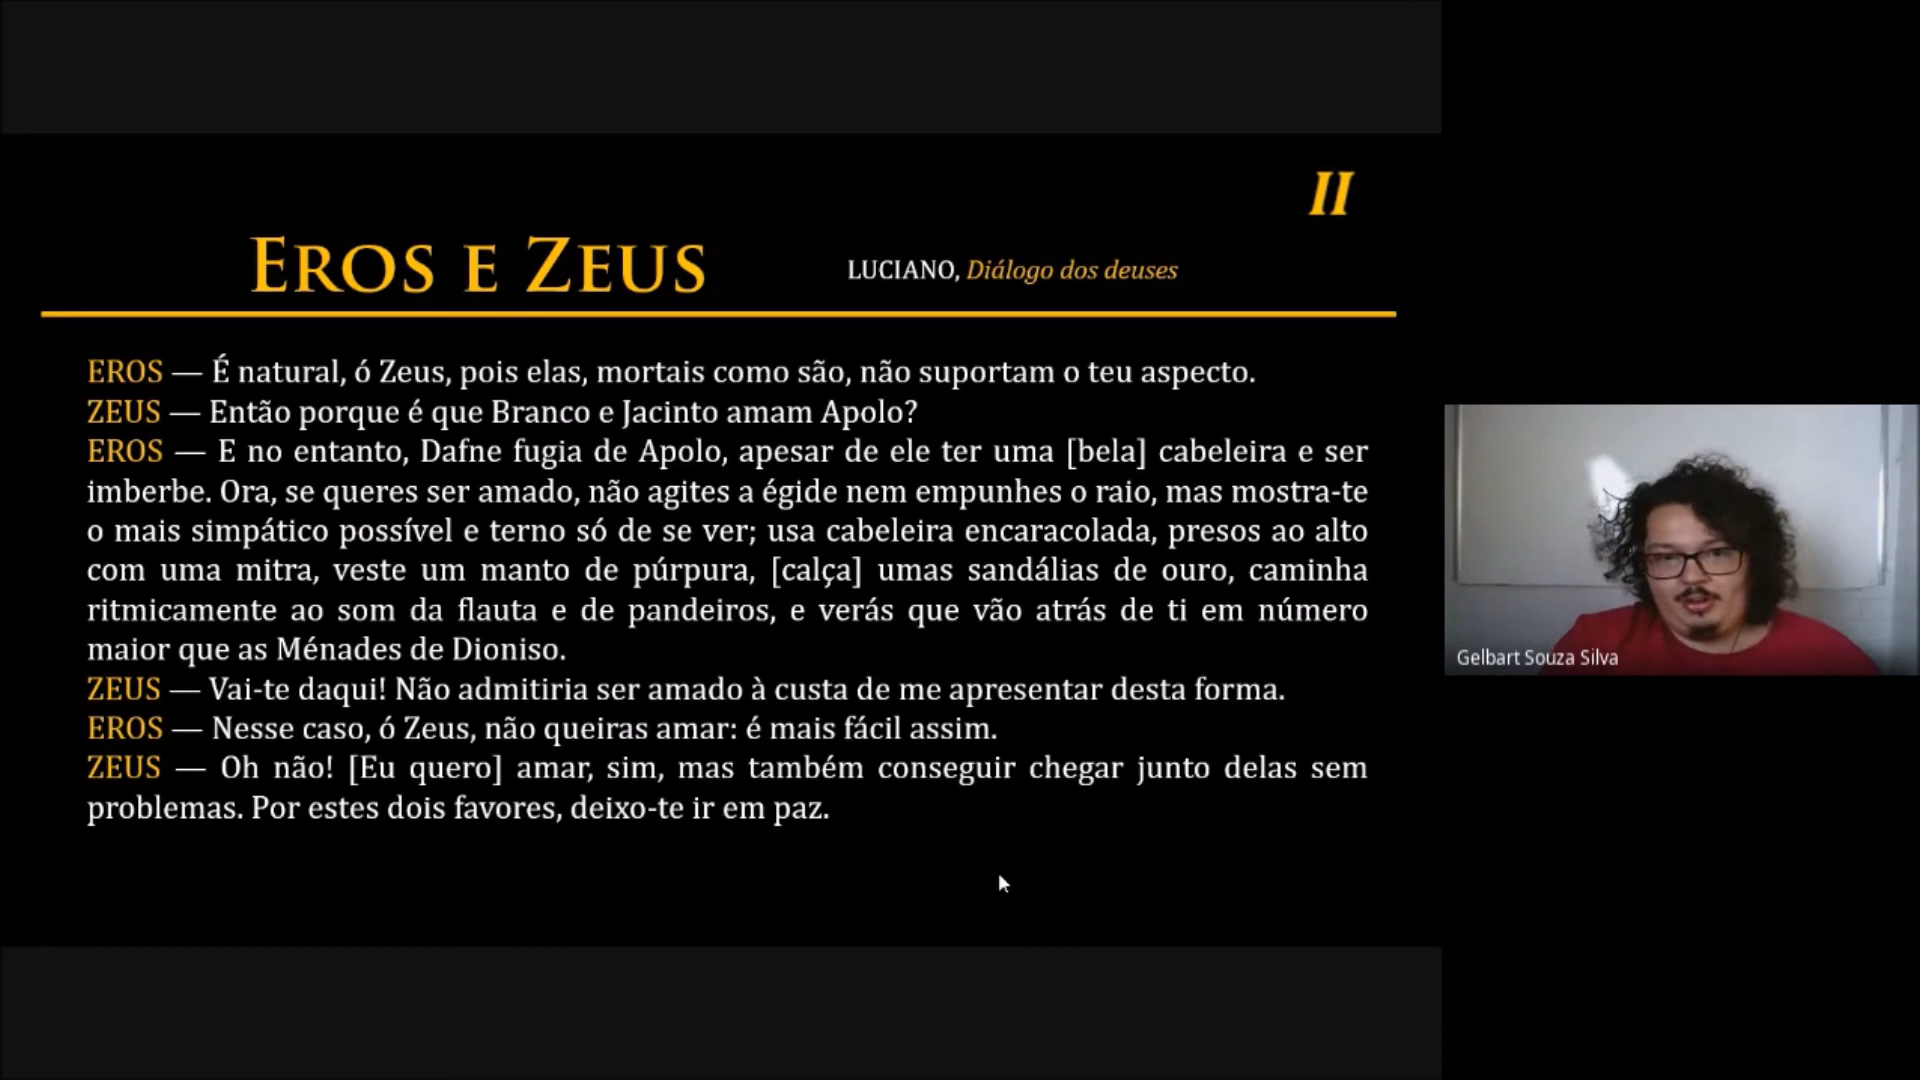 II
EROS E ZEUS
LUCIANO, Diálogo dos deuses
EROS — É natural, ó Zeus, pois elas, mortais como são, não suportam o teu aspecto.
ZEUS — Então porque é que Branco e Jacinto amam Apolo?
EROS — E no entanto, Dafne fugia de Apolo, apesar de ele ter uma [bela] cabeleira e ser
imberbe. Ora, se queres ser amado, não agites a égide nem empunhes o raio, mas mostra-te
o mais simpático possível e terno só de se ver; usa cabeleira encaracolada, presos ao alto
com uma mitra, veste um manto de púrpura, [calça] umas sandálias de ouro, caminha
ritmicamente ao som da flauta e de pandeiros, e verás que vão atrás de ti em número
maior que as Ménades de Dioniso.
ZEUS — Vai-te daqui! Não admitiria ser amado à custa de me apresentar desta forma.
EROS — Nesse caso, ó Zeus, não queiras amar: é mais fácil assim.
ZEUS — Oh não! [Eu quero] amar, sim, mas também conseguir chegar junto delas sem
problemas. Por estes dois favores, deixo-te ir em paz.
Gelbart Souza Silva